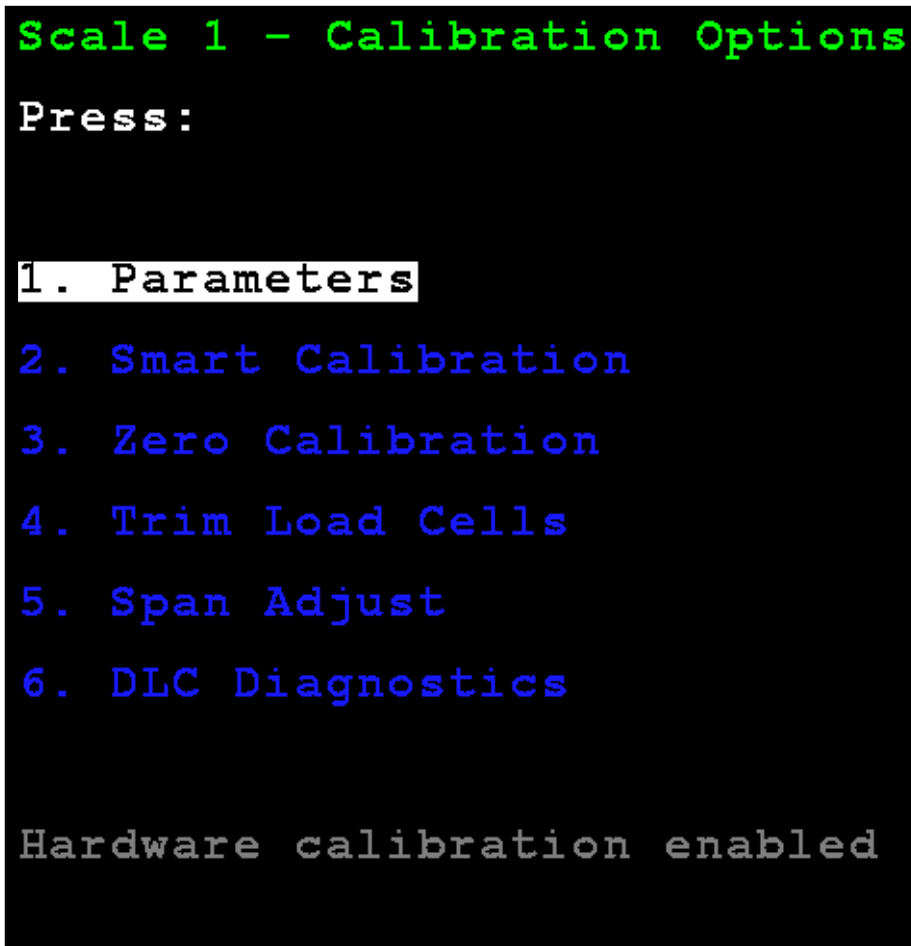 Scale 1 - Calibration Options
Press:
1. Parameters
2. Smart Calibration
3. Zero Calibration
4. Trim Load Cells
5. Span Adjust
6. DLC Diagnostics
Hardware calibration enabled